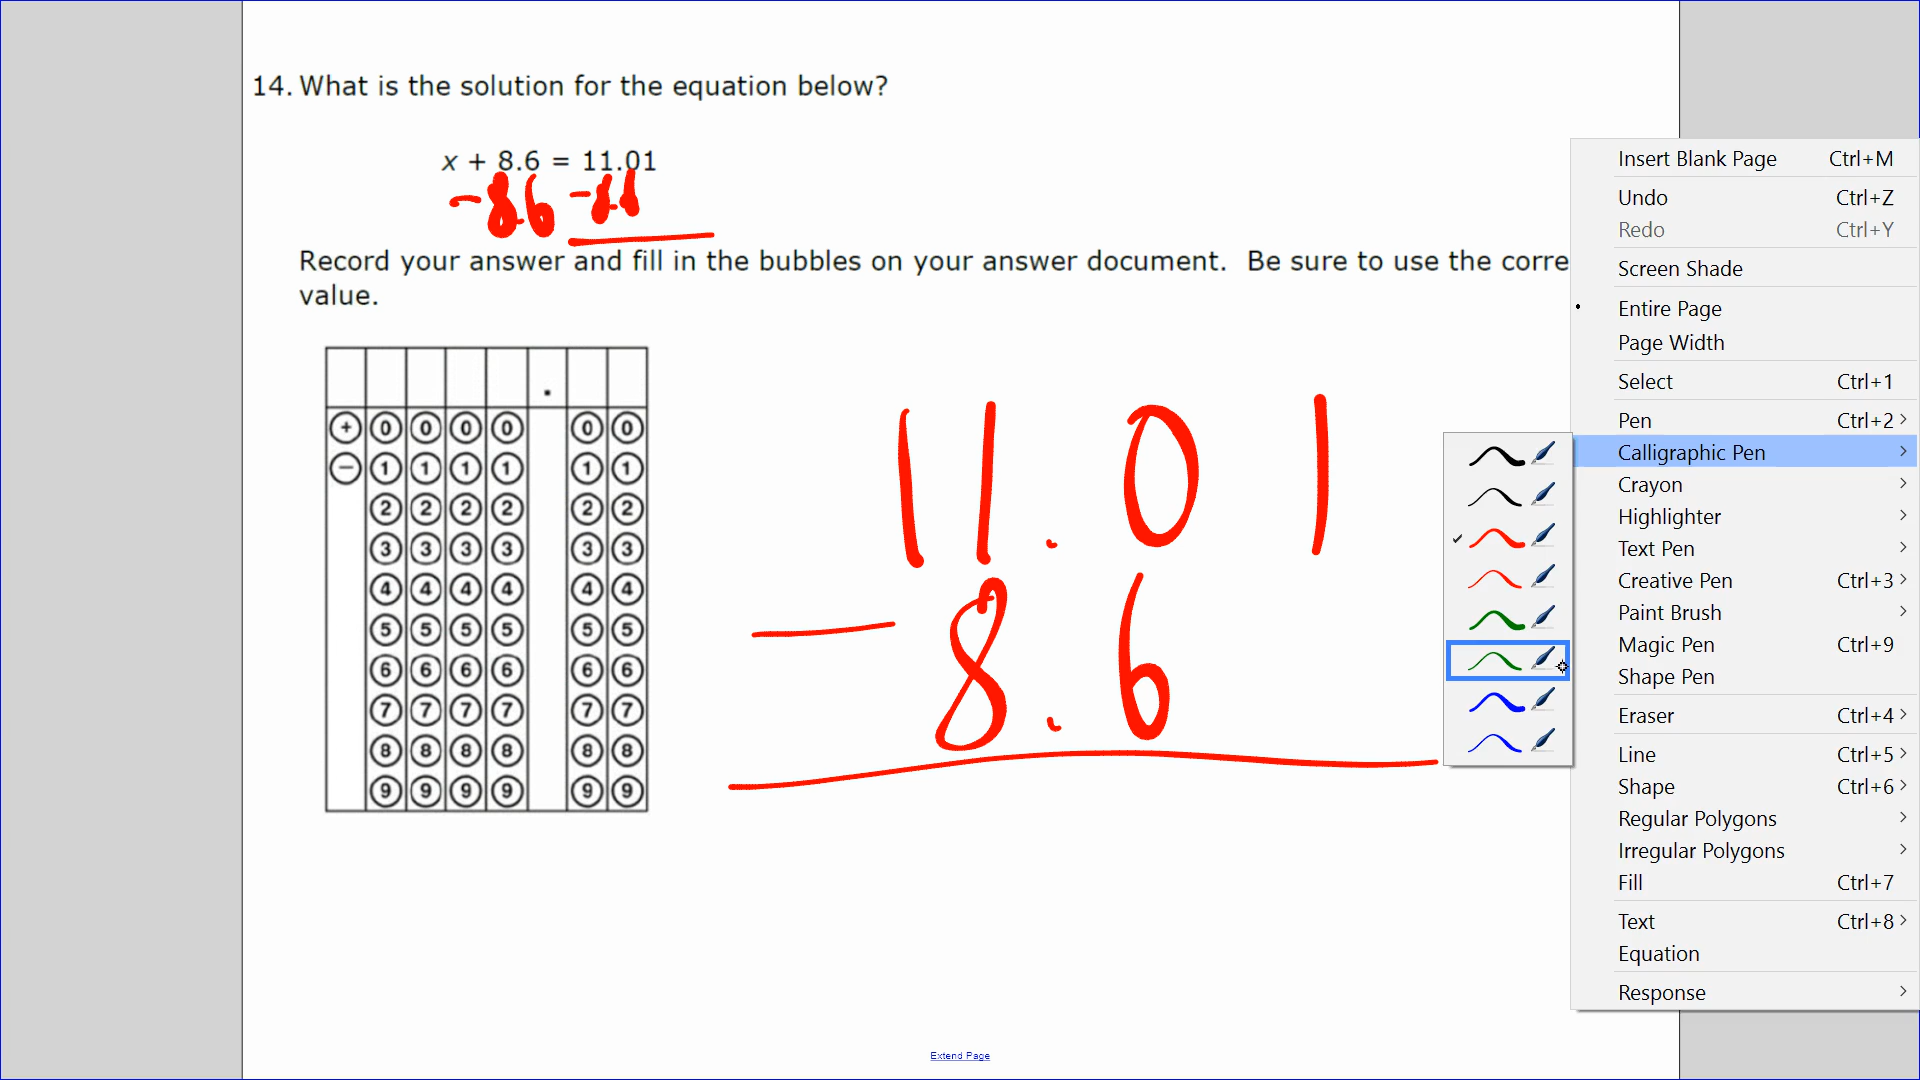 14. What is the solution for the equation below?
x + 8.6 = 11.01
-8.6 -8.6
Record your answer and fill in the bubbles on your answer document.  Be sure to use the corre
value.
.
+ 0 0 0 0 0 0
− 1 1 1 1 1 1
2 2 2 2 2 2
3 3 3 3 3 3
4 4 4 4 4 4
5 5 5 5 5 5
6 6 6 6 6 6
7 7 7 7 7 7
8 8 8 8 8 8
9 9 9 9 9 9
11.01
- 8.6
Insert Blank Page Ctrl+M
Undo Ctrl+Z
Redo Ctrl+Y
Screen Shade
Entire Page
Page Width
Select Ctrl+1
Pen Ctrl+2
Calligraphic Pen
Crayon
Highlighter
Text Pen
Creative Pen Ctrl+3
Paint Brush
Magic Pen Ctrl+9
Shape Pen
Eraser Ctrl+4
Line Ctrl+5
Shape Ctrl+6
Regular Polygons
Irregular Polygons
Fill Ctrl+7
Text Ctrl+8
Equation
Response
Extend Page